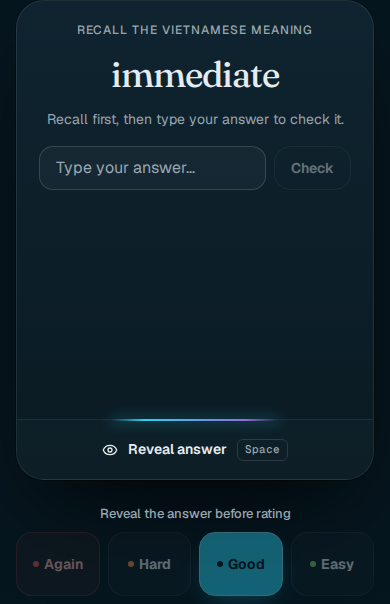 RECALL THE VIETNAMESE MEANING
immediate
Recall first, then type your answer to check it.
Type your answer... Check
Reveal answer Space
Reveal the answer before rating
Again Hard Good Easy